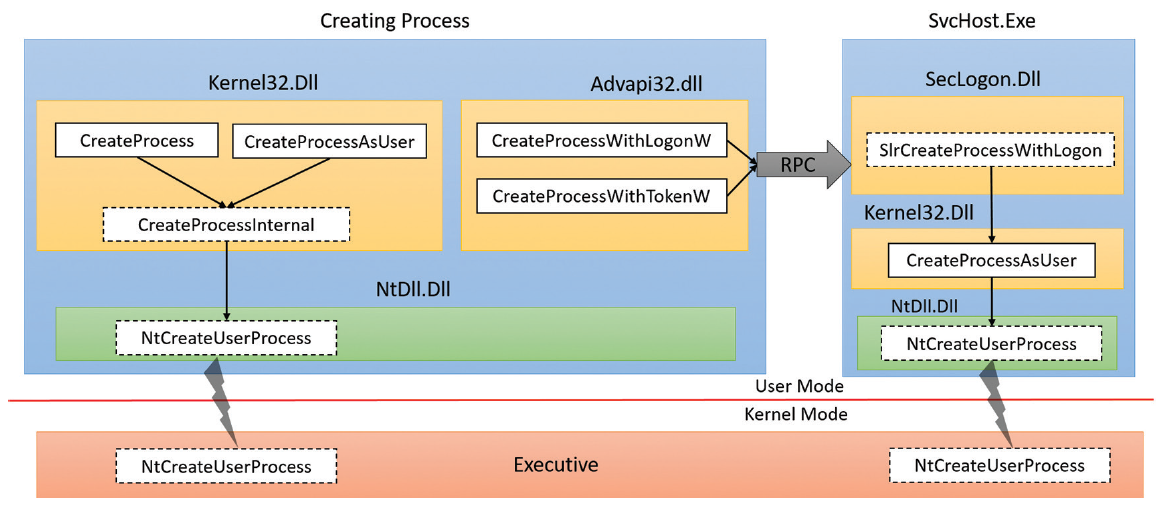 Creating Process
SvcHost.Exe
Kernel32.Dll
Advapi32.dll
SecLogon.Dll
CreateProcess
CreateProcessAsUser
CreateProcessWithLogonW
CreateProcessWithTokenW
RPC
SlrCreateProcessWithLogon
CreateProcessInternal
Kernel32.Dll
CreateProcessAsUser
NtDll.Dll
NtDll.Dll
NtCreateUserProcess
NtCreateUserProcess
User Mode
Kernel Mode
NtCreateUserProcess
Executive
NtCreateUserProcess